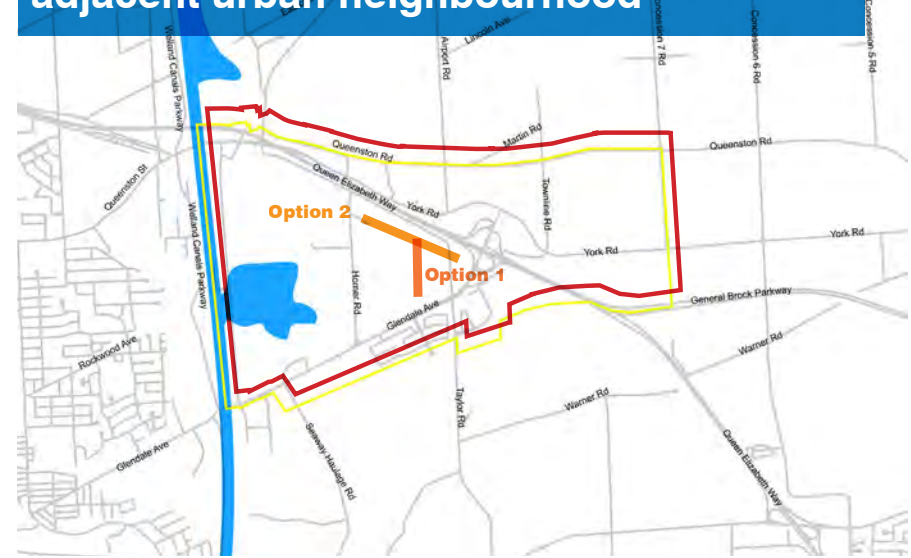 adjacent urban neighbourhood
Welland Canals Parkway
Airport Rd
Lincoln Ave
Concession 7 Rd
Concession 6 Rd
Concession 5 Rd
Queenston St
Queenston Rd
Martin Rd
Queenston Rd
Queen Elizabeth Way
York Rd
Townline Rd
Option 2
York Rd
York Rd
Welland Canals Parkway
Homer Rd
Option 1
Glendale Ave
General Brock Parkway
Rockwood Ave
Warner Rd
Warner Rd
Taylor Rd
Glendale Ave
Seaway Haulage Rd
Queen Elizabeth Way